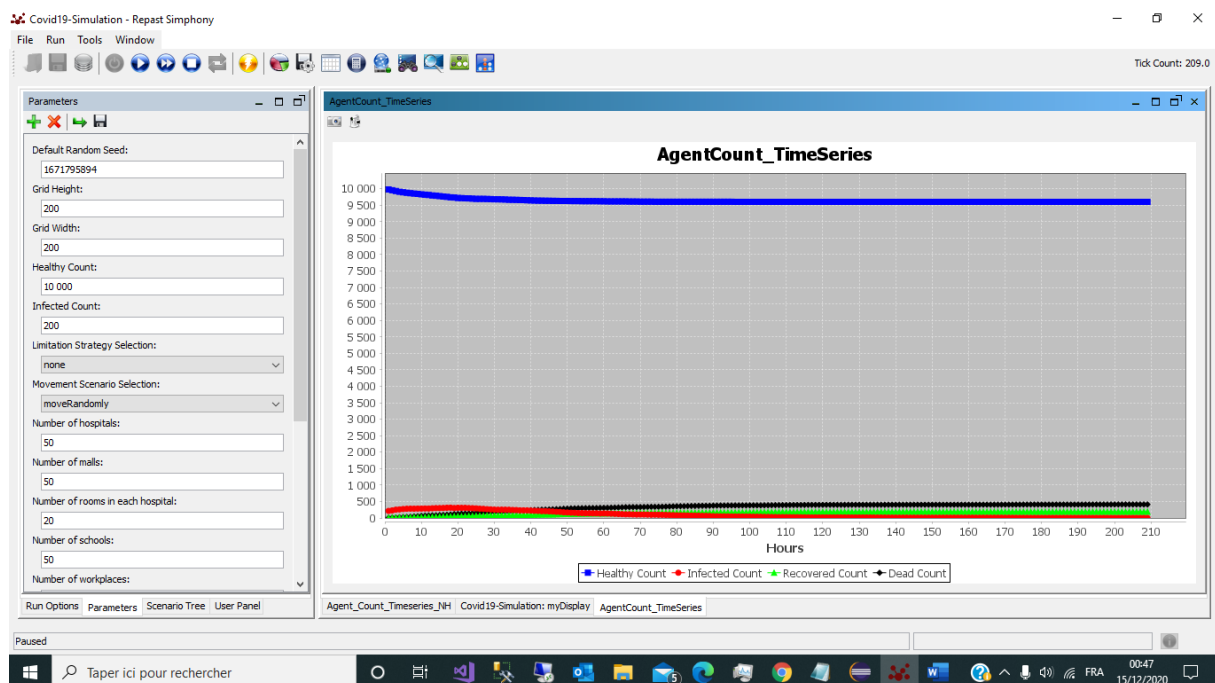 Covid19-Simulation - Repast Simphony
File Run Tools Window
Tick Count: 209.0
Parameters
Default Random Seed:
1671795894
Grid Height:
200
Grid Width:
200
Healthy Count:
10 000
Infected Count:
200
Limitation Strategy Selection:
none
Movement Scenario Selection:
moveRandomly
Number of hospitals:
50
Number of malls:
50
Number of rooms in each hospital:
20
Number of schools:
50
Number of workplaces:
Run Options Parameters Scenario Tree User Panel
AgentCount_TimeSeries
AgentCount_TimeSeries
10 000
9 500
9 000
8 500
8 000
7 500
7 000
6 500
6 000
5 500
5 000
4 500
4 000
3 500
3 000
2 500
2 000
1 500
1 000
500
0
0 10 20 30 40 50 60 70 80 90 100 110 120 130 140 150 160 170 180 190 200 210
Hours
Healthy Count Infected Count Recovered Count Dead Count
Agent_Count_Timeseries_NH Covid19-Simulation: myDisplay AgentCount_TimeSeries
Paused
Taper ici pour rechercher
5
FRA
00:47
15/12/2020